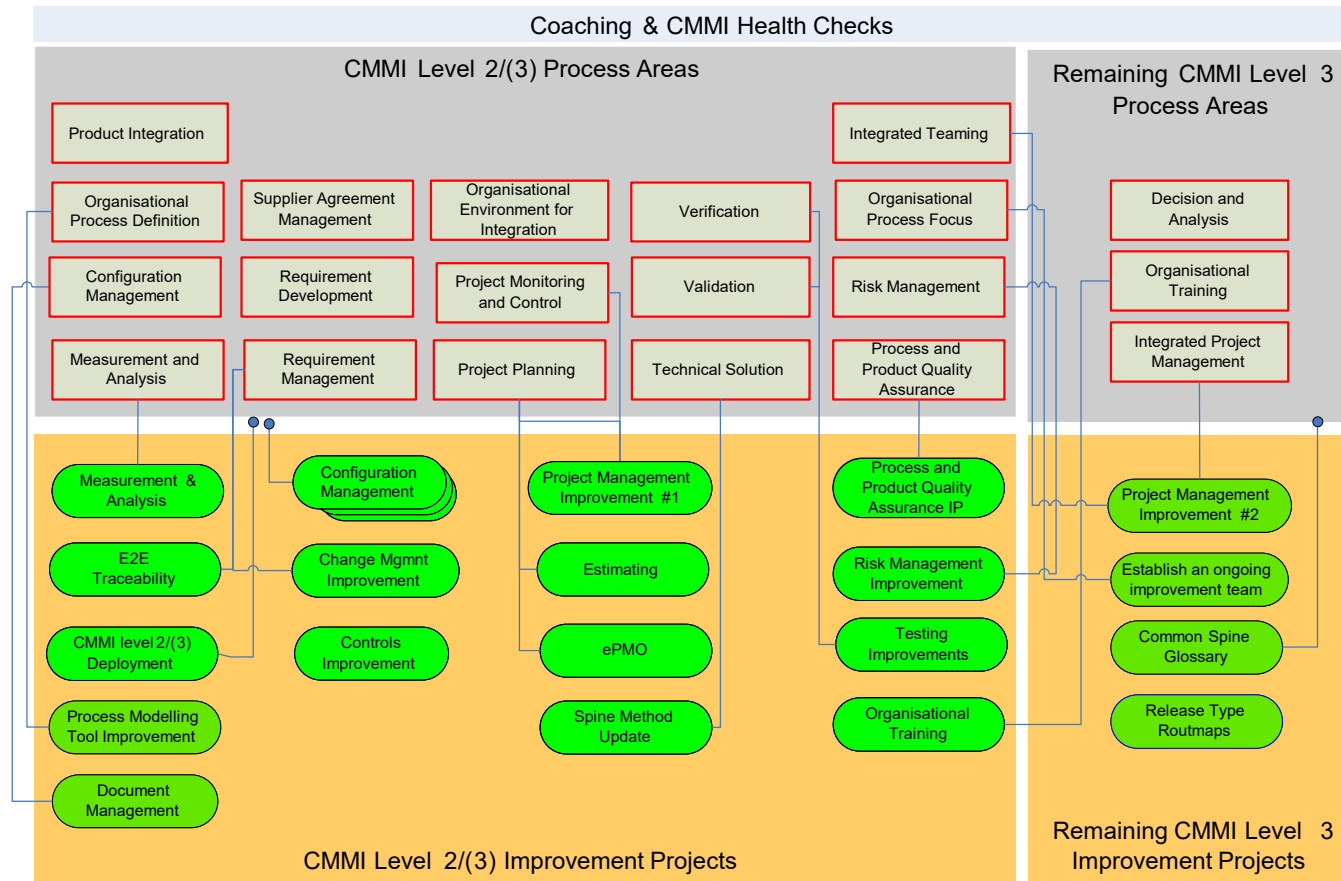 Coaching & CMMI Health Checks
CMMI Level 2/(3) Process Areas
Remaining CMMI Level 3
Process Areas
Product Integration
Integrated Teaming
Organisational
Process Definition
Supplier Agreement
Management
Organisational
Environment for
Integration
Verification
Organisational
Process Focus
Decision and
Analysis
Configuration
Management
Requirement
Development
Project Monitoring
and Control
Validation
Risk Management
Organisational
Training
Measurement and
Analysis
Requirement
Management
Project Planning
Technical Solution
Process and
Product Quality
Assurance
Integrated Project
Management
Measurement &
Analysis
Configuration
Management
Project Management
Improvement #1
Process and
Product Quality
Assurance IP
Project Management
Improvement #2
E2E
Traceability
Change Mgmnt
Improvement
Estimating
Risk Management
Improvement
Establish an ongoing
improvement team
CMMI level 2/(3)
Deployment
Controls
Improvement
ePMO
Testing
Improvements
Common Spine
Glossary
Process Modelling
Tool Improvement
Spine Method
Update
Organisational
Training
Release Type
Routmaps
Document
Management
CMMI Level 2/(3) Improvement Projects
Remaining CMMI Level 3
Improvement Projects